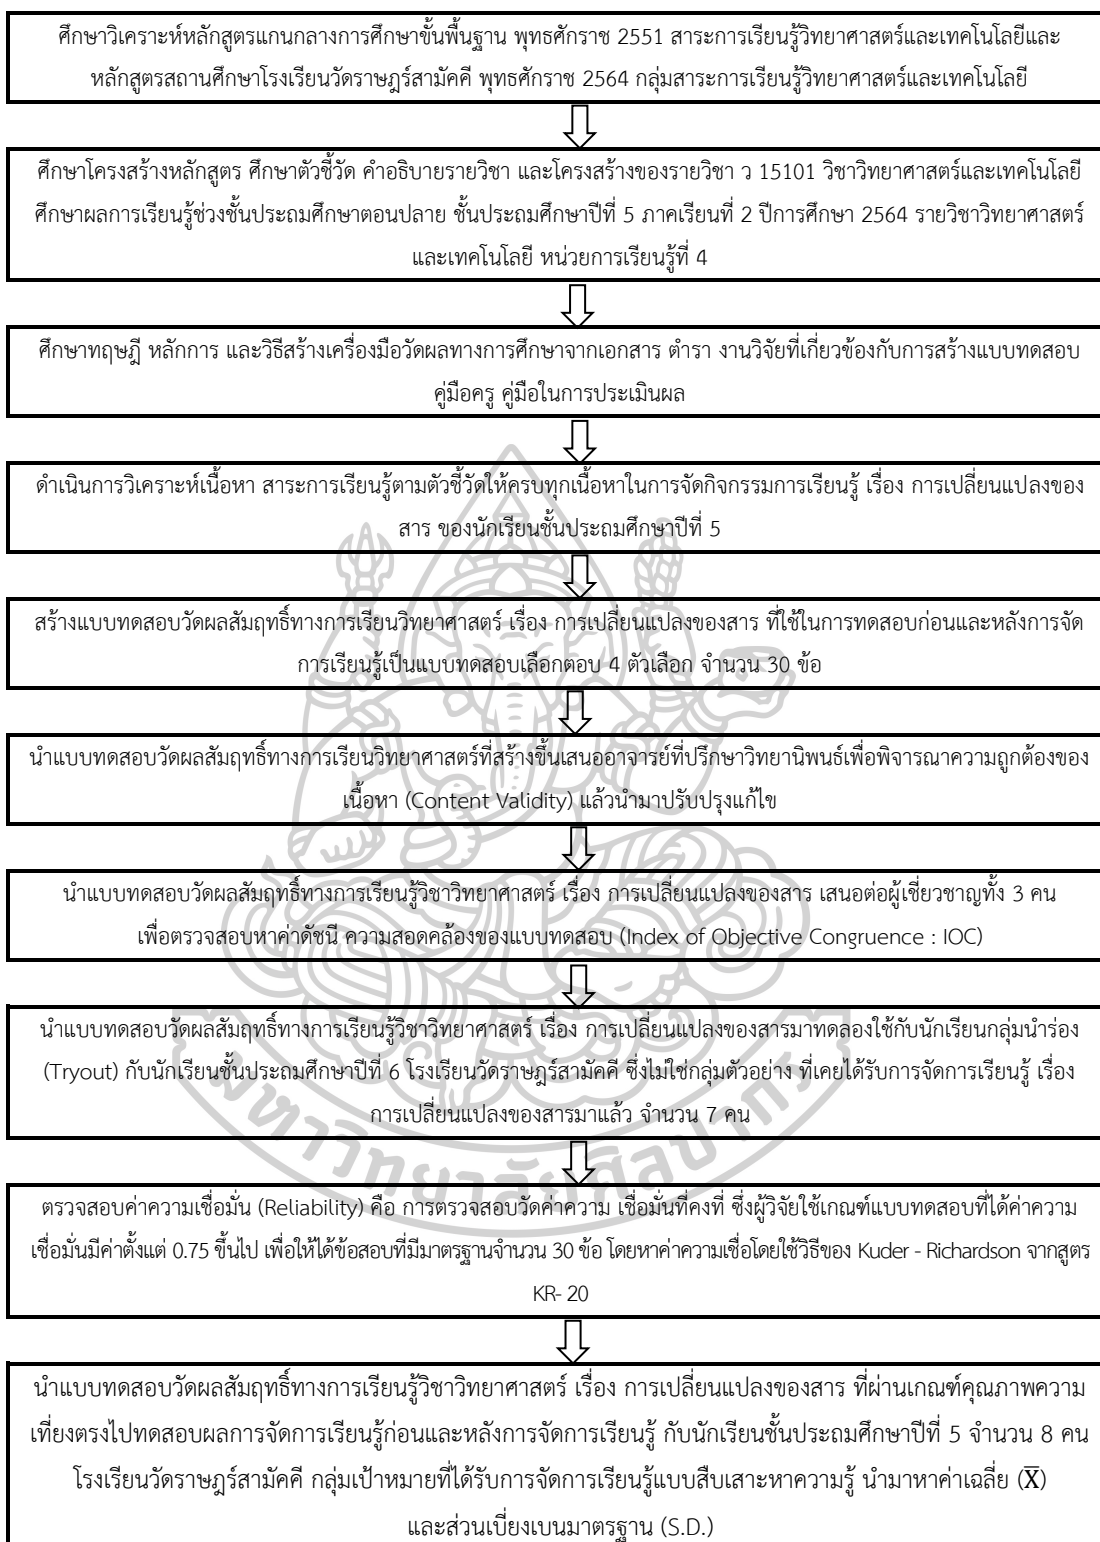 ศึกษาวิเคราะห์หลักสูตรแกนกลางการศึกษาขั้นพื้นฐาน พุทธศักราช 2551 สาระการเรียนรู้วิทยาศาสตร์และเทคโนโลยีและ
หลักสูตรสถานศึกษาโรงเรียนวัดราษฎร์สามัคคี พุทธศักราช 2564 กลุ่มสาระการเรียนรู้วิทยาศาสตร์และเทคโนโลยี
ศึกษาโครงสร้างหลักสูตร ศึกษาตัวชี้วัด คำอธิบายรายวิชา และโครงสร้างของรายวิชา ว 15101 วิชาวิทยาศาสตร์และเทคโนโลยี
ศึกษาผลการเรียนรู้ช่วงชั้นประถมศึกษาตอนปลาย ชั้นประถมศึกษาปีที่ 5 ภาคเรียนที่ 2 ปีการศึกษา 2564 รายวิชาวิทยาศาสตร์
และเทคโนโลยี หน่วยการเรียนรู้ที่ 4
ศึกษาทฤษฎี หลักการ และวิธีสร้างเครื่องมือวัดผลทางการศึกษาจากเอกสาร ตำรา งานวิจัยที่เกี่ยวข้องกับการสร้างแบบทดสอบ
คู่มือครู คู่มือในการประเมินผล
ดำเนินการวิเคราะห์เนื้อหา สาระการเรียนรู้ตามตัวชี้วัดให้ครบทุกเนื้อหาในการจัดกิจกรรมการเรียนรู้ เรื่อง การเปลี่ยนแปลงของ
สาร ของนักเรียนชั้นประถมศึกษาปีที่ 5
สร้างแบบทดสอบวัดผลสัมฤทธิ์ทางการเรียนวิทยาศาสตร์ เรื่อง การเปลี่ยนแปลงของสาร ที่ใช้ในการทดสอบก่อนและหลังการจัด
การเรียนรู้เป็นแบบทดสอบเลือกตอบ 4 ตัวเลือก จำนวน 30 ข้อ
นำแบบทดสอบวัดผลสัมฤทธิ์ทางการเรียนวิทยาศาสตร์ที่สร้างขึ้นเสนออาจารย์ที่ปรึกษาวิทยานิพนธ์เพื่อพิจารณาความถูกต้องของ
เนื้อหา (Content Validity) แล้วนำมาปรับปรุงแก้ไข
นำแบบทดสอบวัดผลสัมฤทธิ์ทางการเรียนรู้วิชาวิทยาศาสตร์ เรื่อง การเปลี่ยนแปลงของสาร เสนอต่อผู้เชี่ยวชาญทั้ง 3 คน
เพื่อตรวจสอบหาค่าดัชนี ความสอดคล้องของแบบทดสอบ (Index of Objective Congruence : IOC)
นำแบบทดสอบวัดผลสัมฤทธิ์ทางการเรียนรู้วิชาวิทยาศาสตร์ เรื่อง การเปลี่ยนแปลงของสารมาทดลองใช้กับนักเรียนกลุ่มนำร่อง
(Tryout) กับนักเรียนชั้นประถมศึกษาปีที่ 6 โรงเรียนวัดราษฎร์สามัคคี ซึ่งไม่ใช่กลุ่มตัวอย่าง ที่เคยได้รับการจัดการเรียนรู้ เรื่อง
การเปลี่ยนแปลงของสารมาแล้ว จำนวน 7 คน
มหาวิทยาลัยศิลปากร
ตรวจสอบค่าความเชื่อมั่น (Reliability) คือ การตรวจสอบวัดค่าความ เชื่อมั่นที่คงที่ ซึ่งผู้วิจัยใช้เกณฑ์แบบทดสอบที่ได้ค่าความ
เชื่อมั่นมีค่าตั้งแต่ 0.75 ขึ้นไป เพื่อให้ได้ข้อสอบที่มีมาตรฐานจำนวน 30 ข้อ โดยหาค่าความเชื่อโดยใช้วิธีของ Kuder - Richardson จากสูตร
KR- 20
นำแบบทดสอบวัดผลสัมฤทธิ์ทางการเรียนรู้วิชาวิทยาศาสตร์ เรื่อง การเปลี่ยนแปลงของสาร ที่ผ่านเกณฑ์คุณภาพความ
เที่ยงตรงไปทดสอบผลการจัดการเรียนรู้ก่อนและหลังการจัดการเรียนรู้ กับนักเรียนชั้นประถมศึกษาปีที่ 5 จำนวน 8 คน
โรงเรียนวัดราษฎร์สามัคคี กลุ่มเป้าหมายที่ได้รับการจัดการเรียนรู้แบบสืบเสาะหาความรู้ นำมาหาค่าเฉลี่ย (X̅)
และส่วนเบี่ยงเบนมาตรฐาน (S.D.)